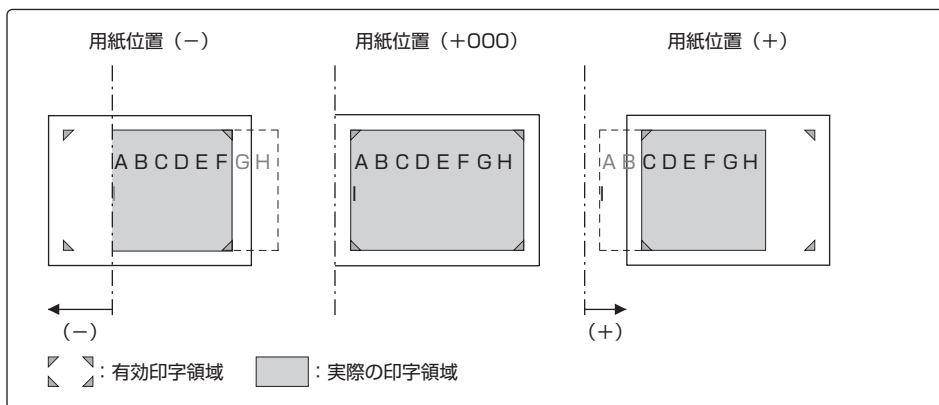 用紙位置（－） 用紙位置（＋000） 用紙位置（＋）
A B C D E F G H A B C D E F G H A B C D E F G H
I I I
（－） （＋）
：有効印字領域 ：実際の印字領域